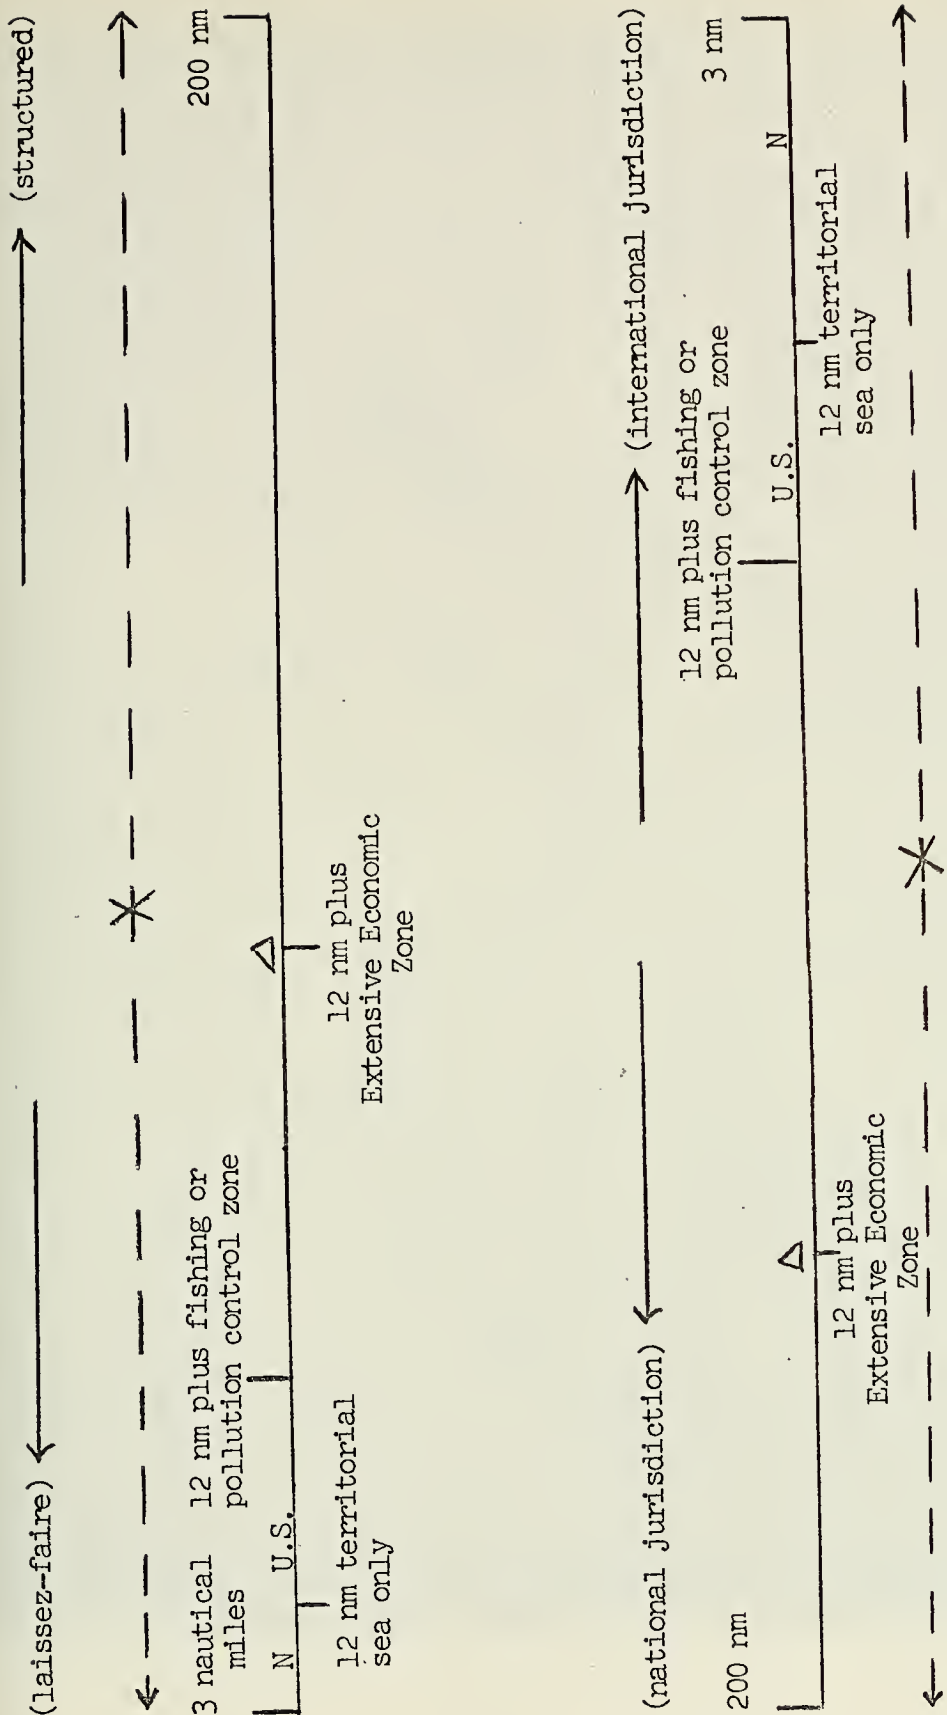 (laissez-faire)
(structured)
3 nautical
miles
12 nm plus fishing or
pollution control zone
200 nm
N U.S.
Δ
12 nm territorial
sea only
12 nm plus
Extensive Economic
Zone
(national jurisdiction)
(international jurisdiction)
200 nm
12 nm plus fishing or
pollution control zone
3 nm
Δ
U.S.
N
12 nm plus
Extensive Economic
Zone
12 nm territorial
sea only